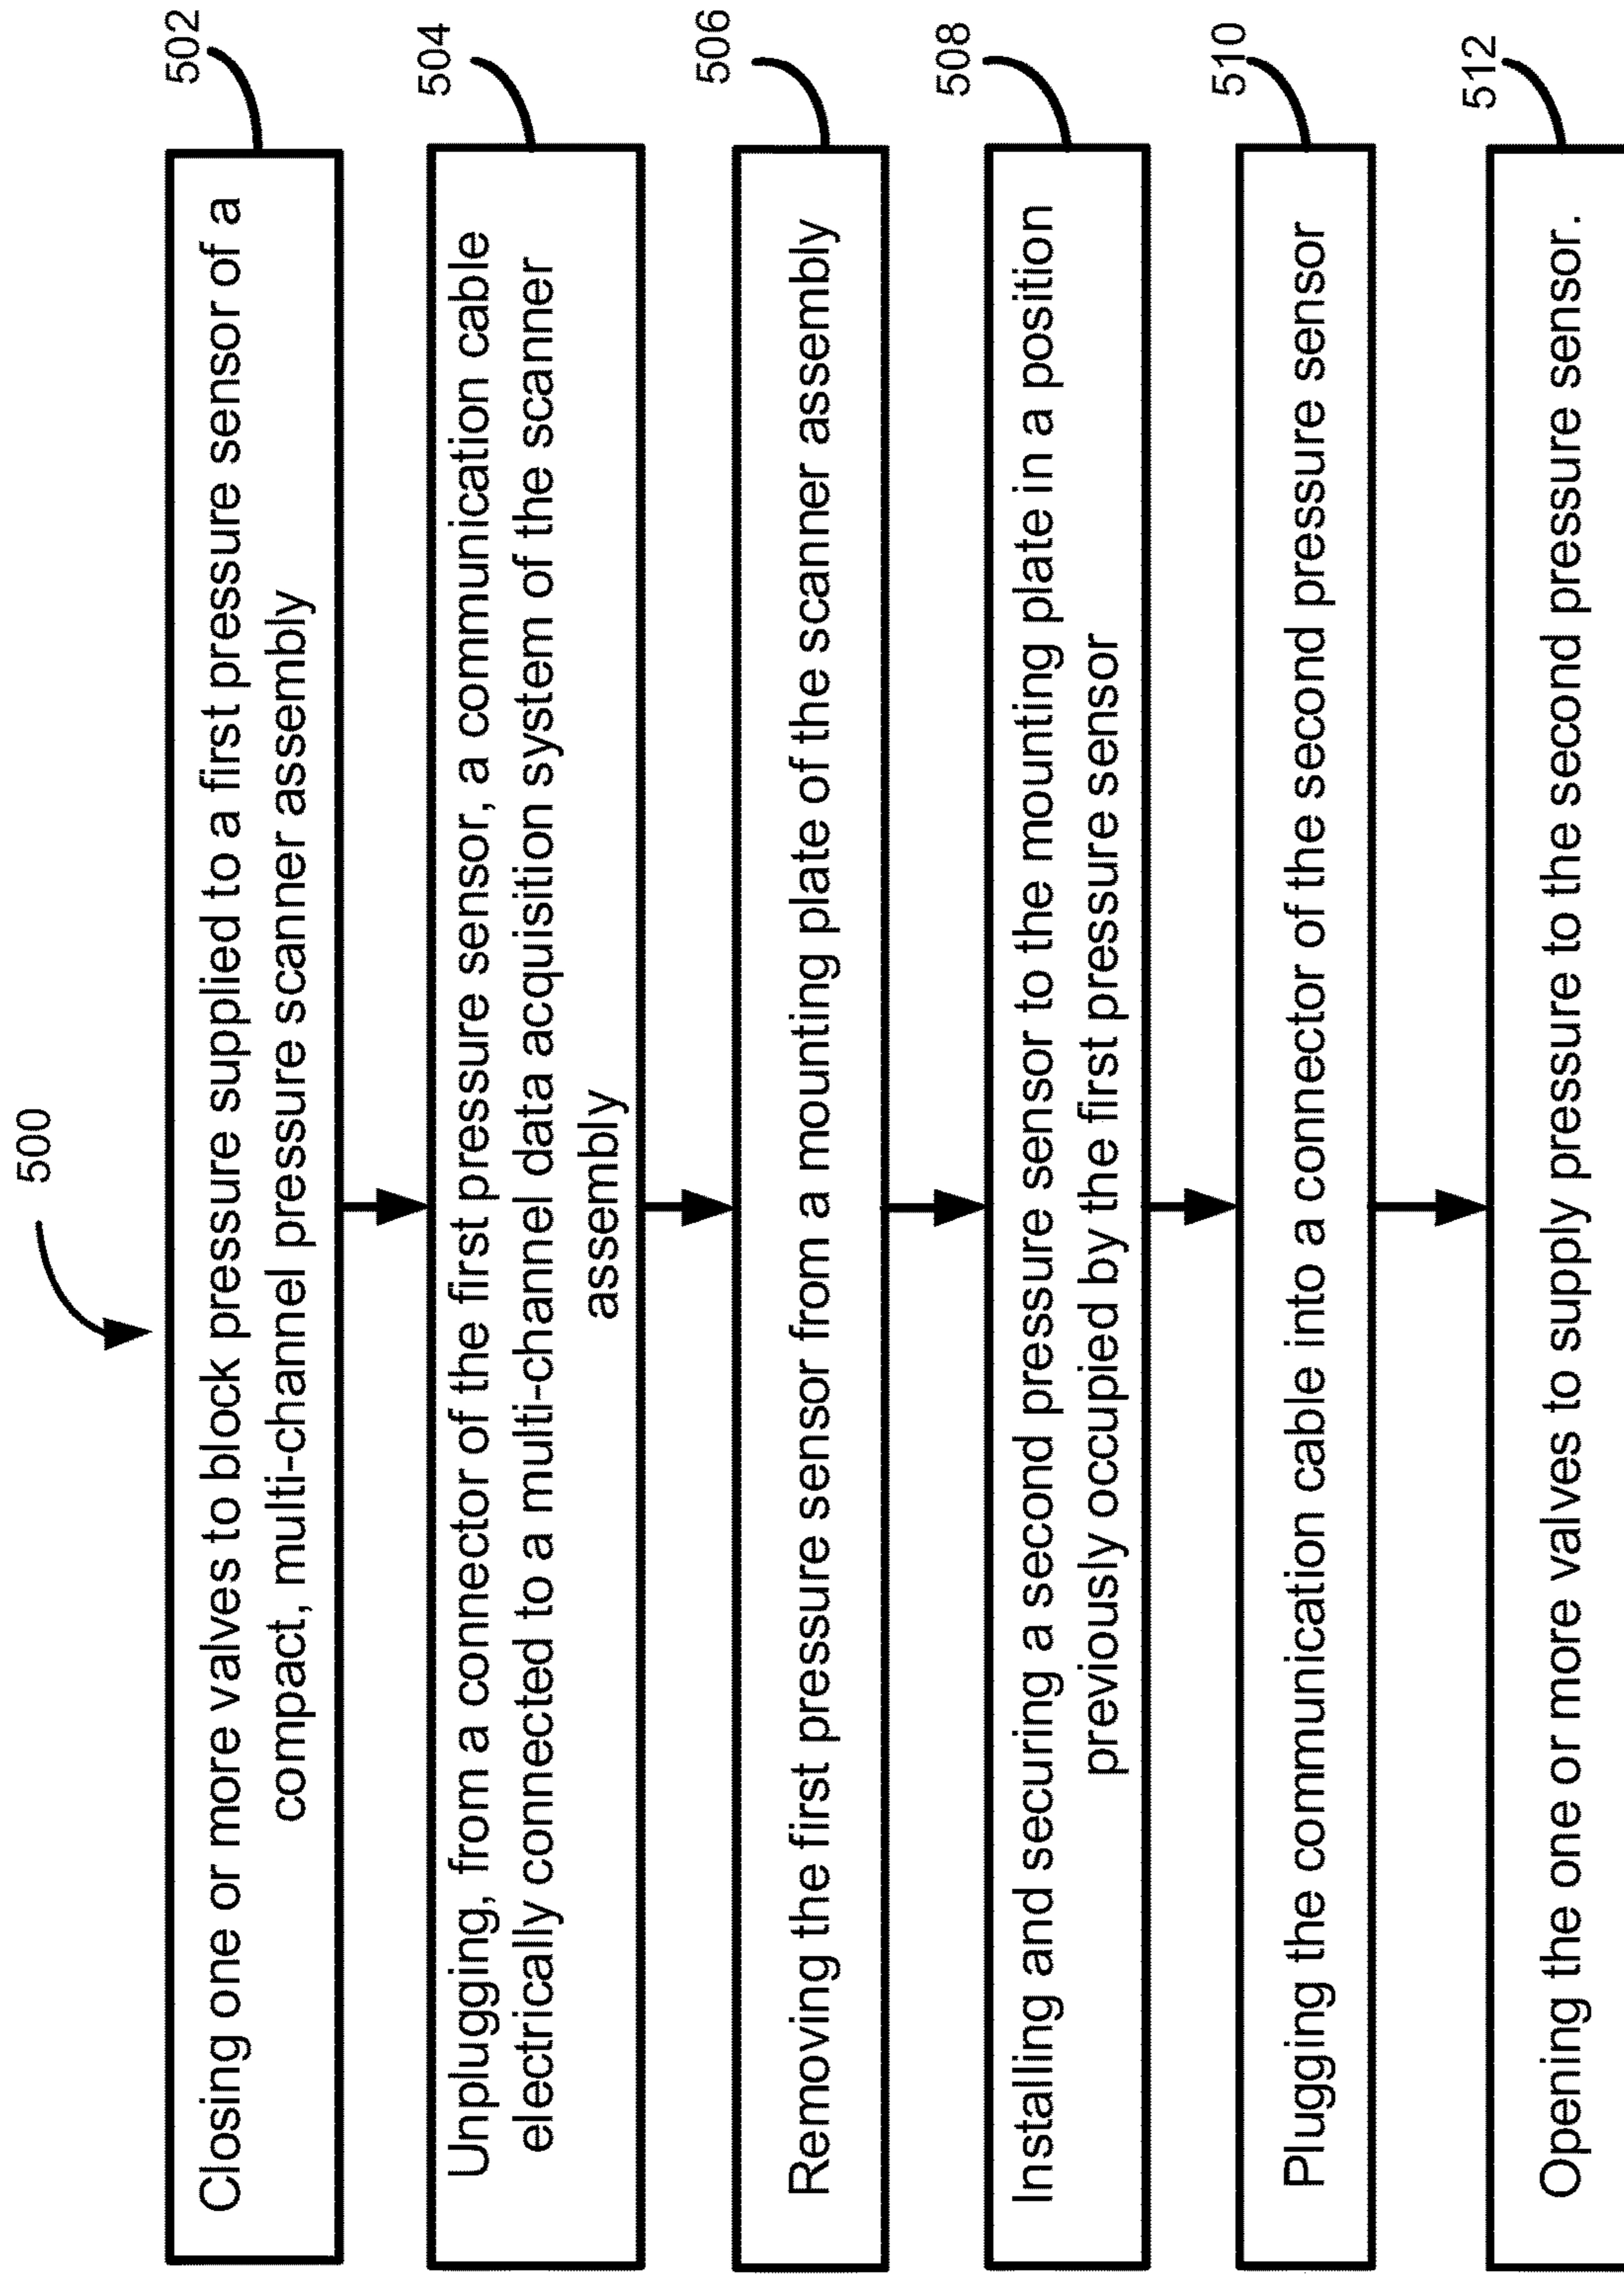 500
502
Closing one or more valves to block pressure supplied to a first pressure sensor of a
compact, multi-channel pressure scanner assembly
504
Unplugging, from a connector of the first pressure sensor, a communication cable
electrically connected to a multi-channel data acquisition system of the scanner
assembly
506
Removing the first pressure sensor from a mounting plate of the scanner assembly
508
Installing and securing a second pressure sensor to the mounting plate in a position
previously occupied by the first pressure sensor
510
Plugging the communication cable into a connector of the second pressure sensor
512
Opening the one or more valves to supply pressure to the second pressure sensor.